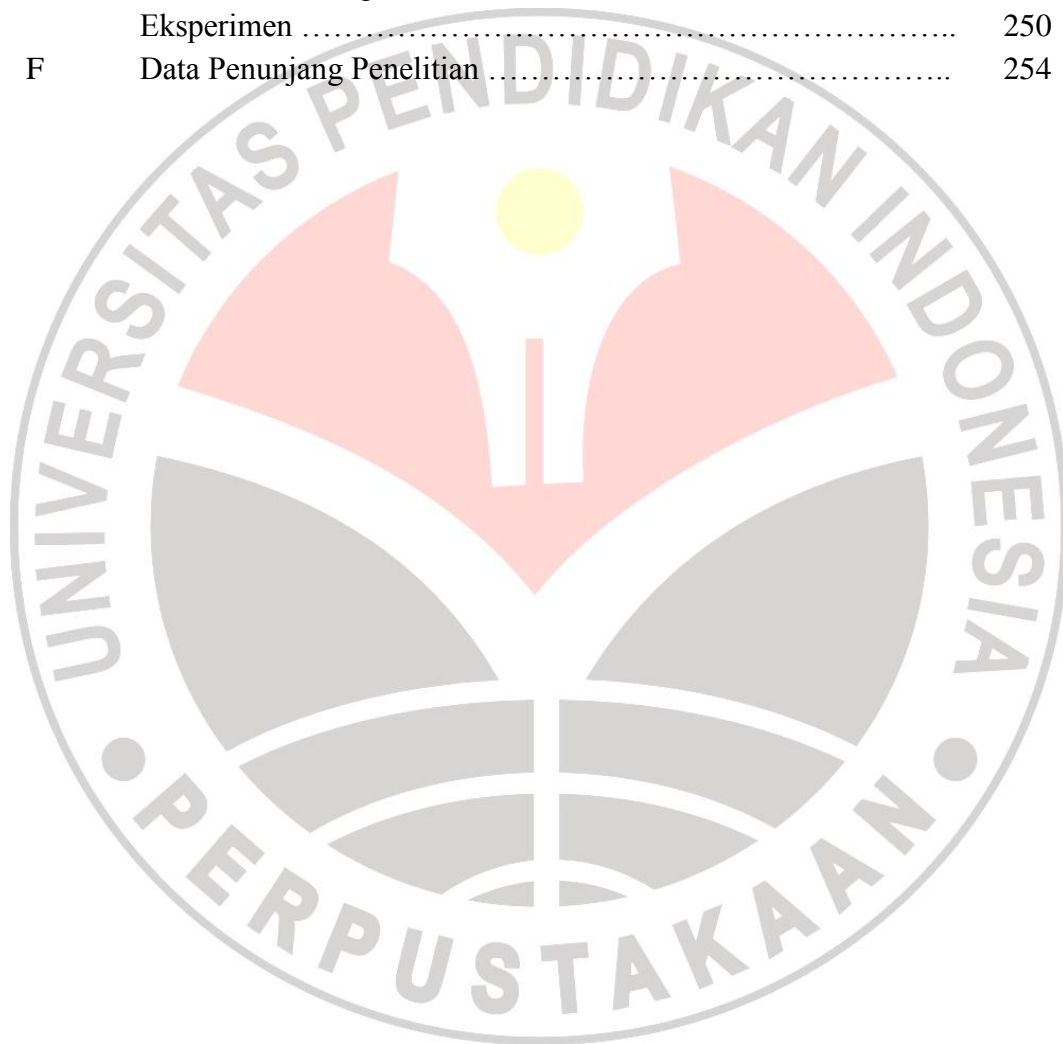 Eksperimen ……………………………………………………….. 250
F Data Penunjang Penelitian …………………………………….. 254
UNIVERSITAS PENDIDIKAN INDONESIA
• PERPUSTAKAAN •